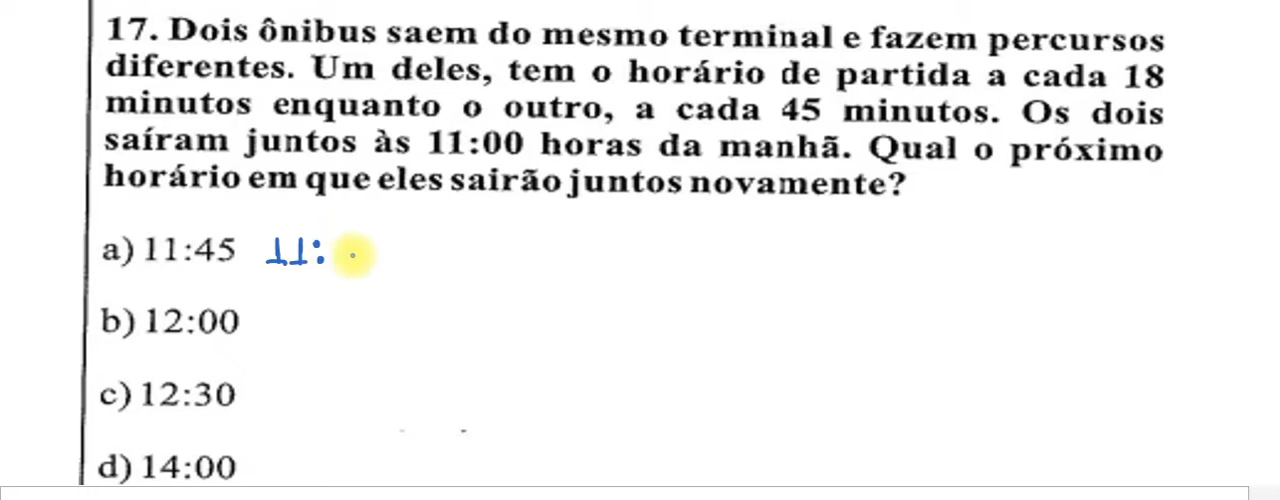 17. Dois ônibus saem do mesmo terminal e fazem percursos
diferentes. Um deles, tem o horário de partida a cada 18
minutos enquanto o outro, a cada 45 minutos. Os dois
saíram juntos às 11:00 horas da manhã. Qual o próximo
horário em que eles sairão juntos novamente?
a) 11:45 11:
b) 12:00
c) 12:30
d) 14:00